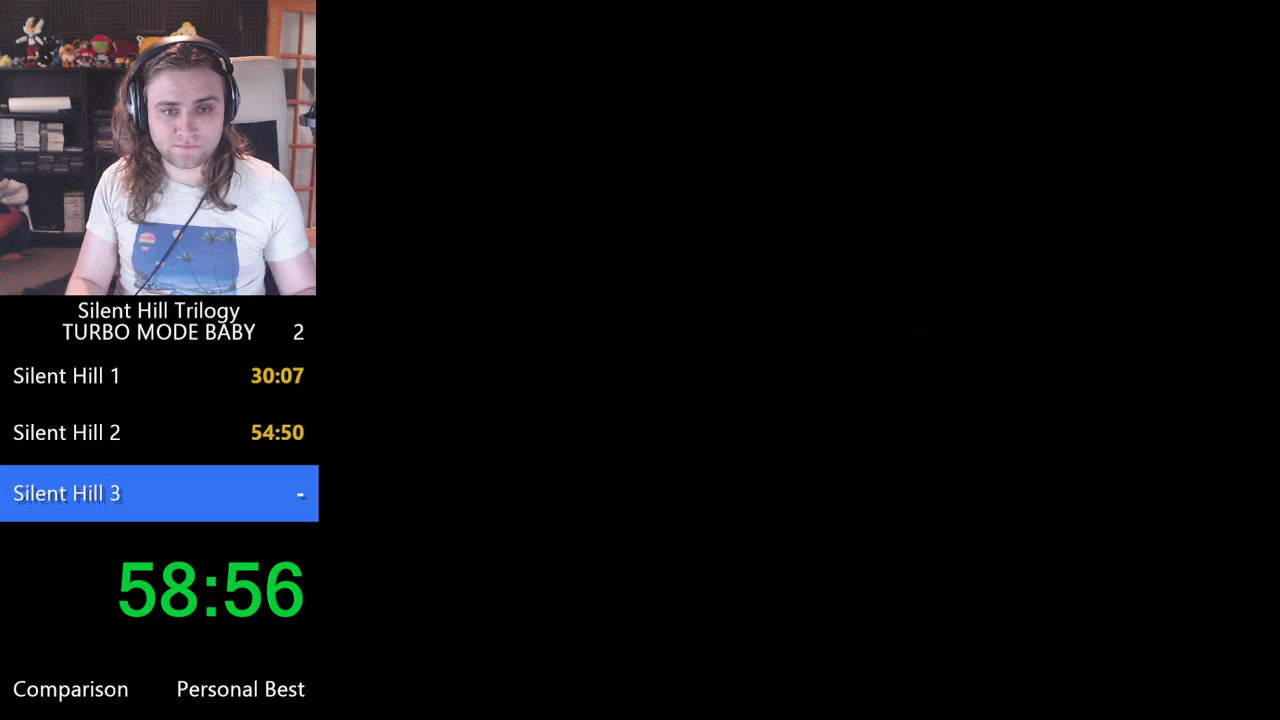 Silent Hill Trilogy
TURBO MODE BABY 2
Silent Hill 1 30:07
Silent Hill 2 54:50
Silent Hill 3 -
58:56
Comparison Personal Best